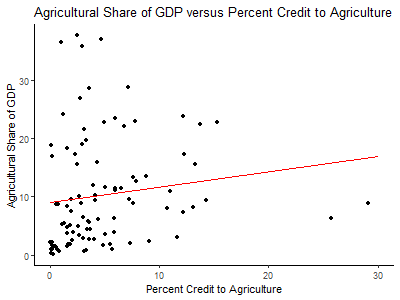 Agricultural Share of GDP versus Percent Credit to Agriculture
Agricultural Share of GDP
30
20
10
0
0 10 20 30
Percent Credit to Agriculture